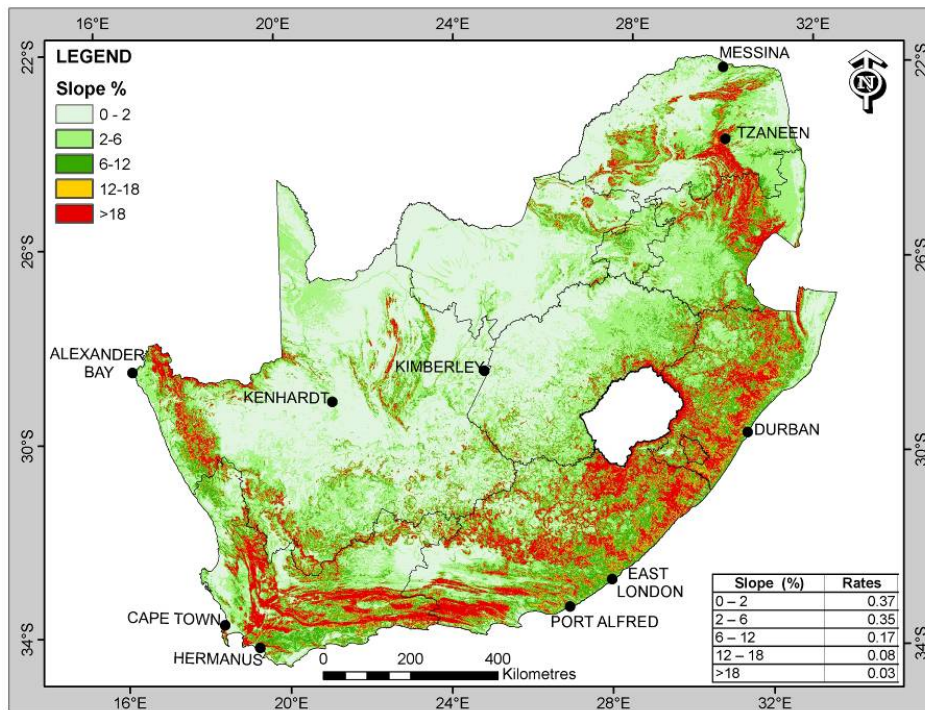 16°E 20°E 24°E 28°E 32°E
22°S
22°S
LEGEND
Slope %
0 - 2
2-6
6-12
12-18
>18
N
MESSINA
TZANEEN
26°S
26°S
ALEXANDER
BAY
KENHARDT
KIMBERLEY
30°S
30°S
DURBAN
EAST
LONDON
PORT ALFRED
CAPE TOWN
HERMANUS
34°S
34°S
0 200 400
Kilometres
Slope (%) Rates
0 – 2 0.37
2 – 6 0.35
6 – 12 0.17
12 – 18 0.08
>18 0.03
16°E 20°E 24°E 28°E 32°E